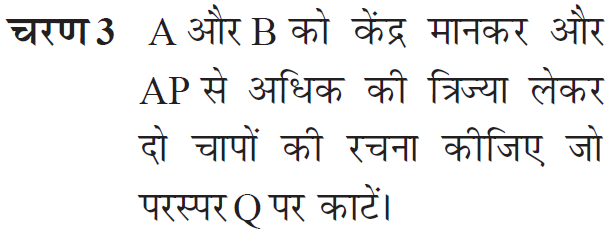 चरण 3 A और B को केंद्र मानकर और
AP से अधिक की त्रिज्या लेकर
दो चापों की रचना कीजिए जो
परस्पर Q पर काटें।